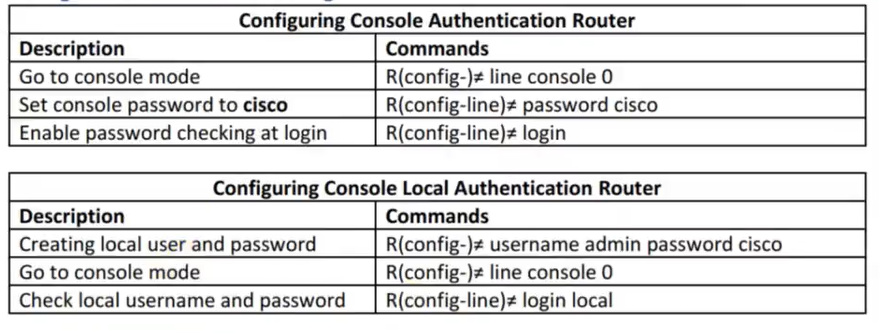 Configuring Console Authentication Router
Description Commands
Go to console mode R(config-)≠ line console 0
Set console password to cisco R(config-line)≠ password cisco
Enable password checking at login R(config-line)≠ login
Configuring Console Local Authentication Router
Description Commands
Creating local user and password R(config-)≠ username admin password cisco
Go to console mode R(config-)≠ line console 0
Check local username and password R(config-line)≠ login local